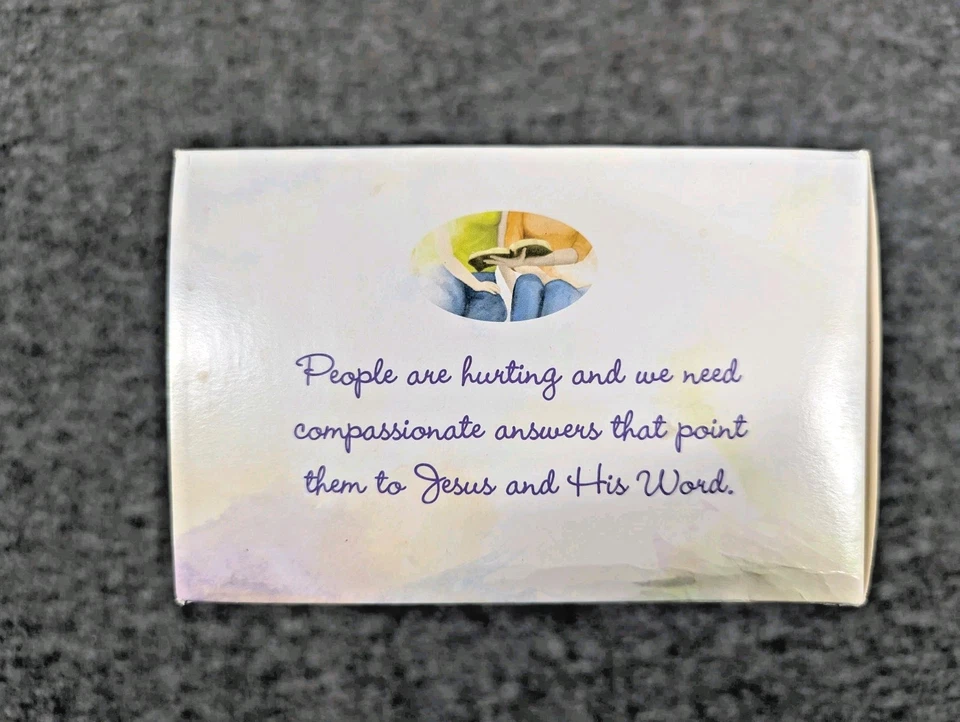 People are hurting and we need
compassionate answers that point
them to Jesus and His Word.